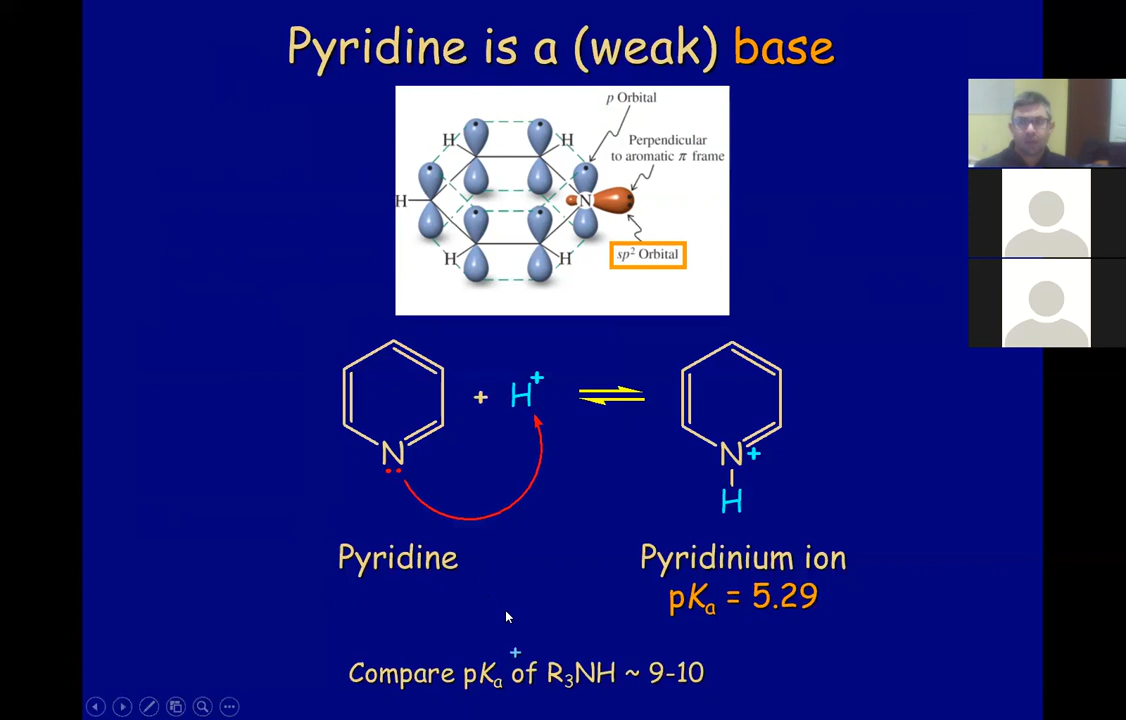 Pyridine is a (weak) base
p Orbital
Perpendicular
to aromatic π frame
H
H
H
N
H
H
sp² Orbital
+ H⁺
N
N⁺
H
Pyridine
Pyridinium ion
pKₐ = 5.29
+
Compare pKₐ of R₃NH ~ 9-10